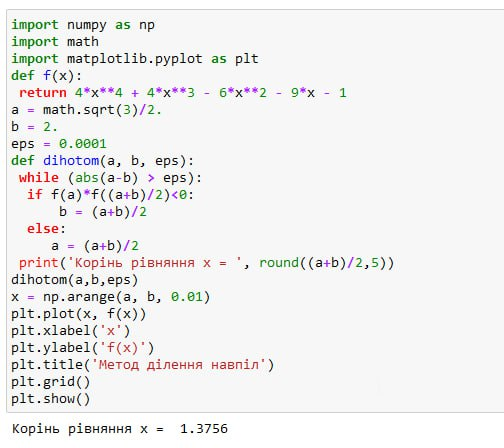 import numpy as np
import math
import matplotlib.pyplot as plt
def f(x):
 return 4*x**4 + 4*x**3 - 6*x**2 - 9*x - 1
a = math.sqrt(3)/2.
b = 2.
eps = 0.0001
def dihotom(a, b, eps):
 while (abs(a-b) > eps):
  if f(a)*f((a+b)/2)<0:
     b = (a+b)/2
  else:
    a = (a+b)/2
 print('Корінь рівняння x = ', round((a+b)/2,5))
dihotom(a,b,eps)
x = np.arange(a, b, 0.01)
plt.plot(x, f(x))
plt.xlabel('x')
plt.ylabel('f(x)')
plt.title('Метод ділення навпіл')
plt.grid()
plt.show()
Корінь рівняння x =  1.3756